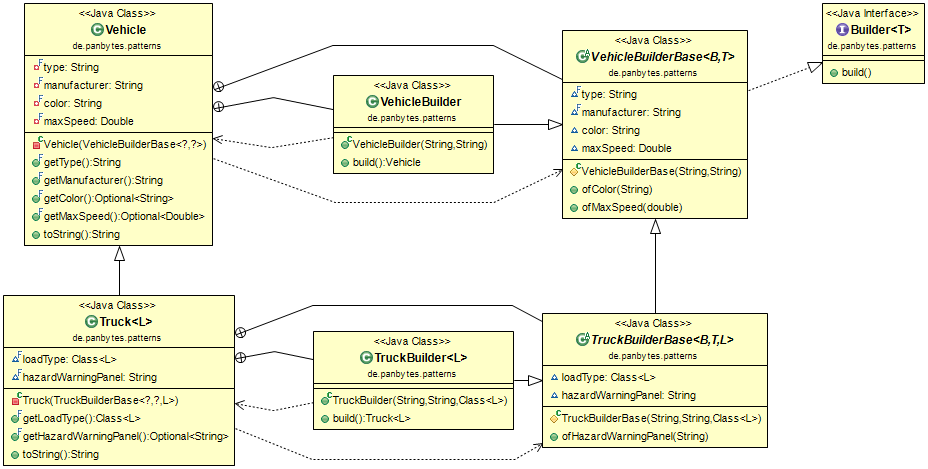 <<Java Class>>
Vehicle
de.panbytes.patterns
type: String
manufacturer: String
color: String
maxSpeed: Double
Vehicle(VehicleBuilderBase<?,?>)
getType():String
getManufacturer():String
getColor():Optional<String>
getMaxSpeed():Optional<Double>
toString():String
<<Java Class>>
VehicleBuilder
de.panbytes.patterns
VehicleBuilder(String,String)
build():Vehicle
<<Java Class>>
VehicleBuilderBase<B,T>
de.panbytes.patterns
type: String
manufacturer: String
color: String
maxSpeed: Double
VehicleBuilderBase(String,String)
ofColor(String)
ofMaxSpeed(double)
<<Java Interface>>
Builder<T>
de.panbytes.patterns
build()
<<Java Class>>
Truck<L>
de.panbytes.patterns
loadType: Class<L>
hazardWarningPanel: String
Truck(TruckBuilderBase<?,?,L>)
getLoadType():Class<L>
getHazardWarningPanel():Optional<String>
toString():String
<<Java Class>>
TruckBuilder<L>
de.panbytes.patterns
TruckBuilder(String,String,Class<L>)
build():Truck<L>
<<Java Class>>
TruckBuilderBase<B,T,L>
de.panbytes.patterns
loadType: Class<L>
hazardWarningPanel: String
TruckBuilderBase(String,String,Class<L>)
ofHazardWarningPanel(String)